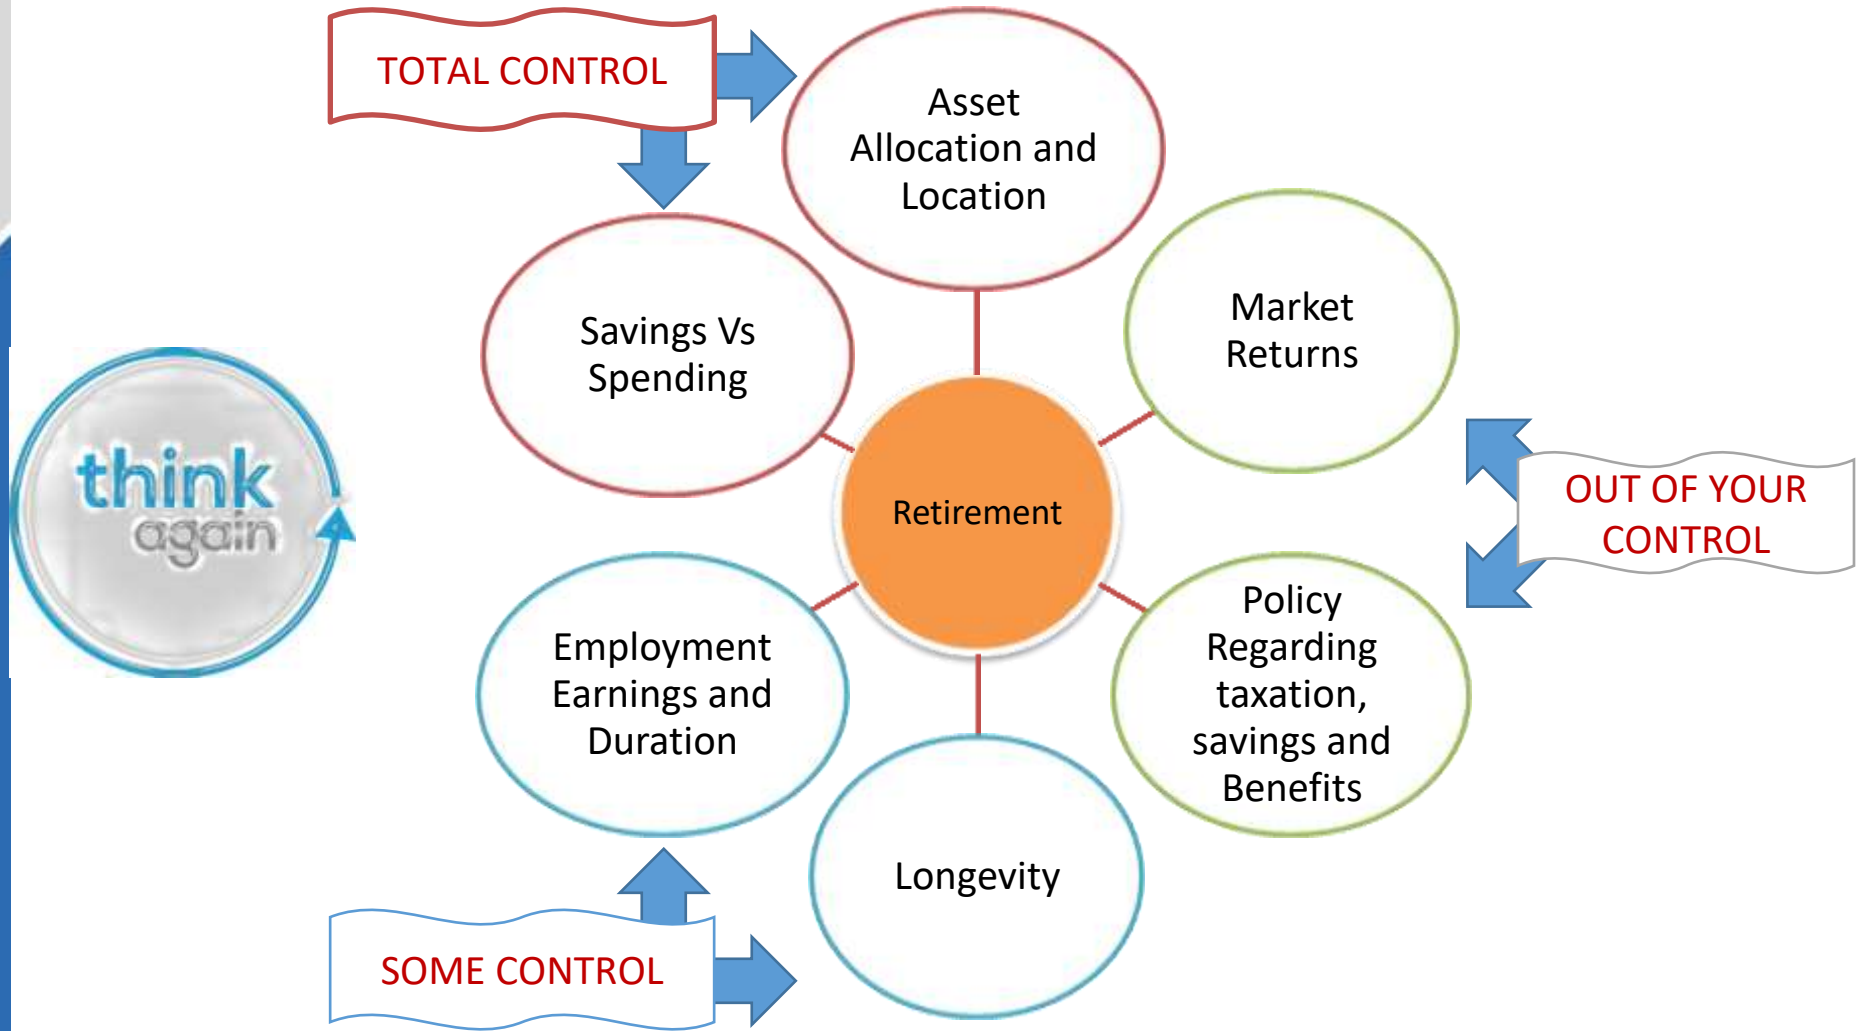 TOTAL CONTROL
Asset
Allocation and
Location
Savings Vs
Spending
Market
Returns
think
again
Retirement
OUT OF YOUR
CONTROL
Employment
Earnings and
Duration
Policy
Regarding
taxation,
savings and
Benefits
Longevity
SOME CONTROL